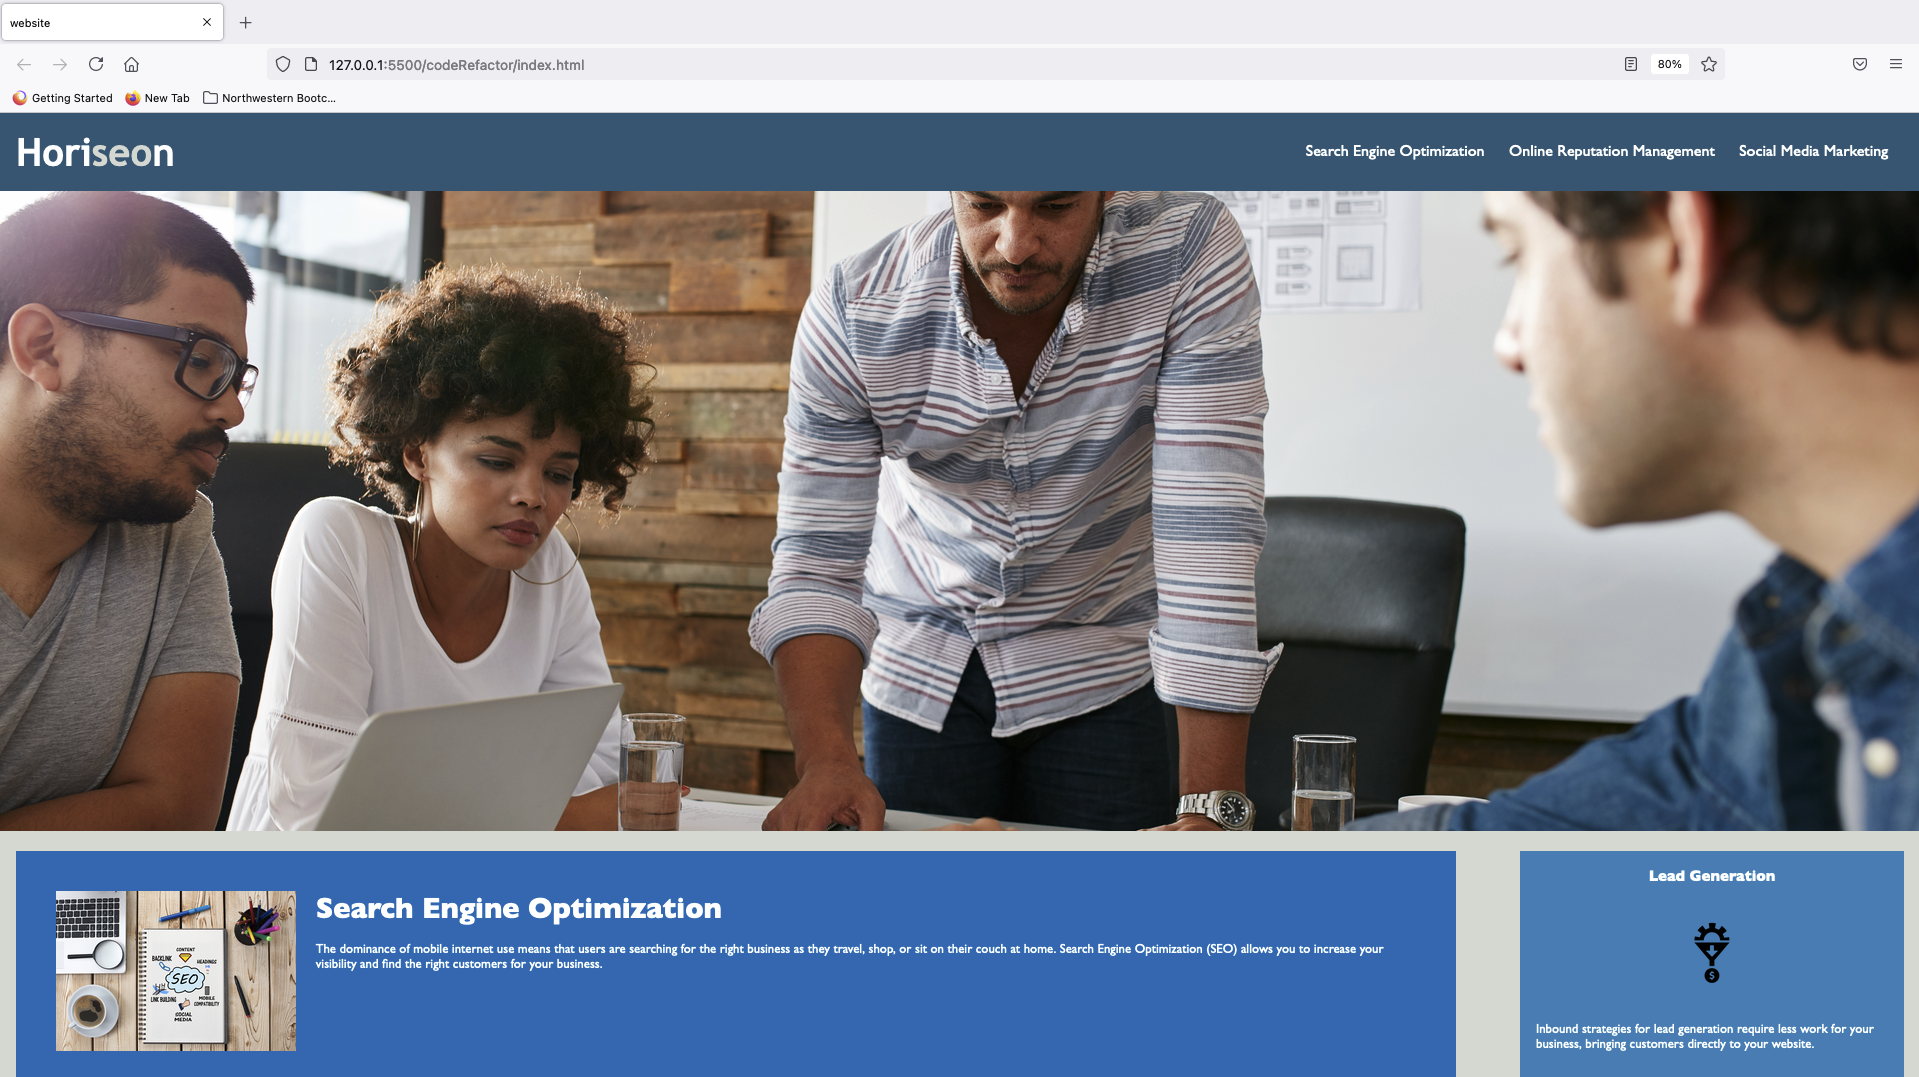 website
127.0.0.1:5500/codeRefactor/index.html
80%
Getting Started
New Tab
Northwestern Bootc...
Horiseon
Search Engine Optimization
Online Reputation Management
Social Media Marketing
Search Engine Optimization
The dominance of mobile internet use means that users are searching for the right business as they travel, shop, or sit on their couch at home. Search Engine Optimization (SEO) allows you to increase your
visibility and find the right customers for your business.
CONTENT
BACKLINK
HEADINGS
SEO
LINK BUILDING
MOBILE
COMPATIBILITY
SOCIAL
MEDIA
Lead Generation
$
Inbound strategies for lead generation require less work for your
business, bringing customers directly to your website.